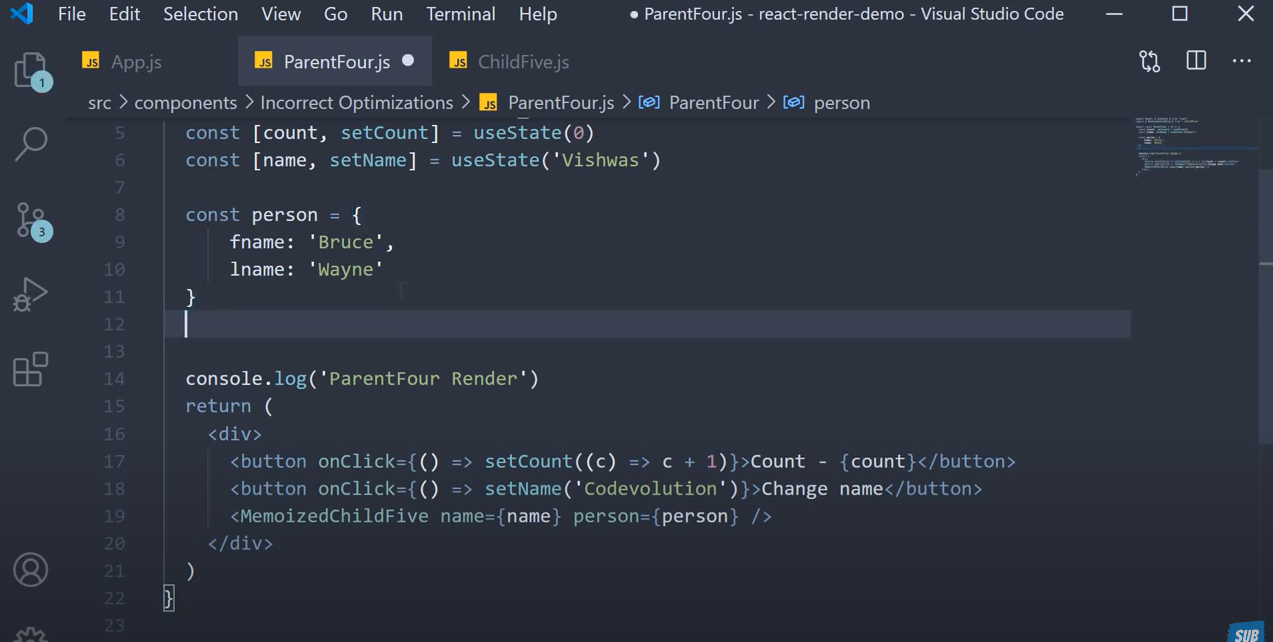 File Edit Selection View Go Run Terminal Help ● ParentFour.js - react-render-demo - Visual Studio Code
JS App.js JS ParentFour.js ● JS ChildFive.js
1
src > components > Incorrect Optimizations > JS ParentFour.js > ParentFour > person
5 const [count, setCount] = useState(0)
6 const [name, setName] = useState('Vishwas')
7
8 const person = {
3
9 fname: 'Bruce',
10 lname: 'Wayne'
11 }
12
13
14 console.log('ParentFour Render')
15 return (
16 <div>
17 <button onClick={() => setCount((c) => c + 1)}>Count - {count}</button>
18 <button onClick={() => setName('Codevolution')}>Change name</button>
19 <MemoizedChildFive name={name} person={person} />
20 </div>
21 )
22 }
23
SUB